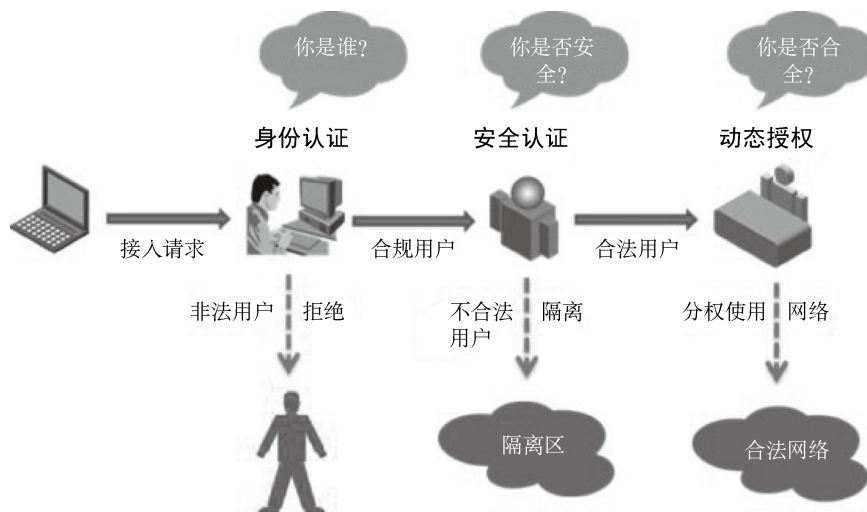 你是谁?
你是否安
全?
你是否合
全?
身份认证
安全认证
动态授权
接入请求
合规用户
合法用户
非法用户
拒绝
不合法
用户
隔离
分权使用
网络
隔离区
合法网络